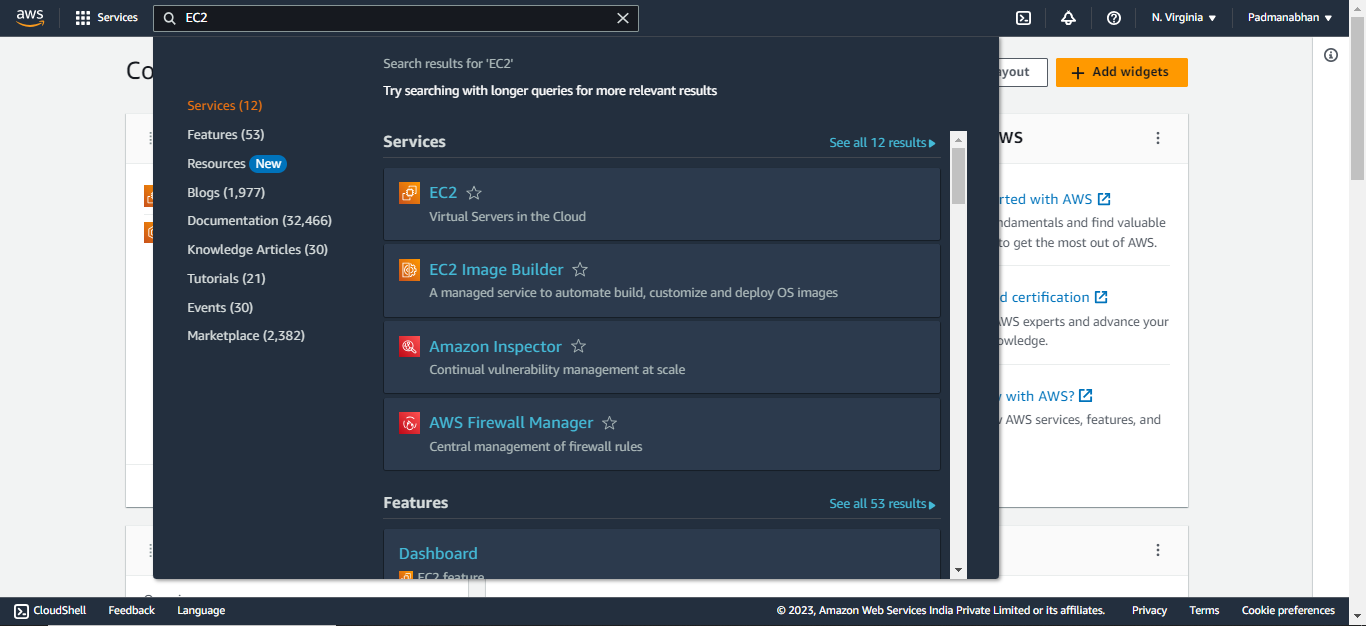 aws
Services
EC2
N. Virginia
Padmanabhan
Co
Search results for 'EC2'
Try searching with longer queries for more relevant results
Services (12)
Features (53)
Resources New
Blogs (1,977)
Documentation (32,466)
Knowledge Articles (30)
Tutorials (21)
Events (30)
Marketplace (2,382)
Services
See all 12 results
EC2
Virtual Servers in the Cloud
EC2 Image Builder
A managed service to automate build, customize and deploy OS images
Amazon Inspector
Continual vulnerability management at scale
AWS Firewall Manager
Central management of firewall rules
Features
See all 53 results
Dashboard
EC2 feature
ayout
Add widgets
WS
rted with AWS
ndamentals and find valuable
to get the most out of AWS.
d certification
AWS experts and advance your
owledge.
with AWS?
AWS services, features, and
CloudShell
Feedback
Language
© 2023, Amazon Web Services India Private Limited or its affiliates.
Privacy
Terms
Cookie preferences